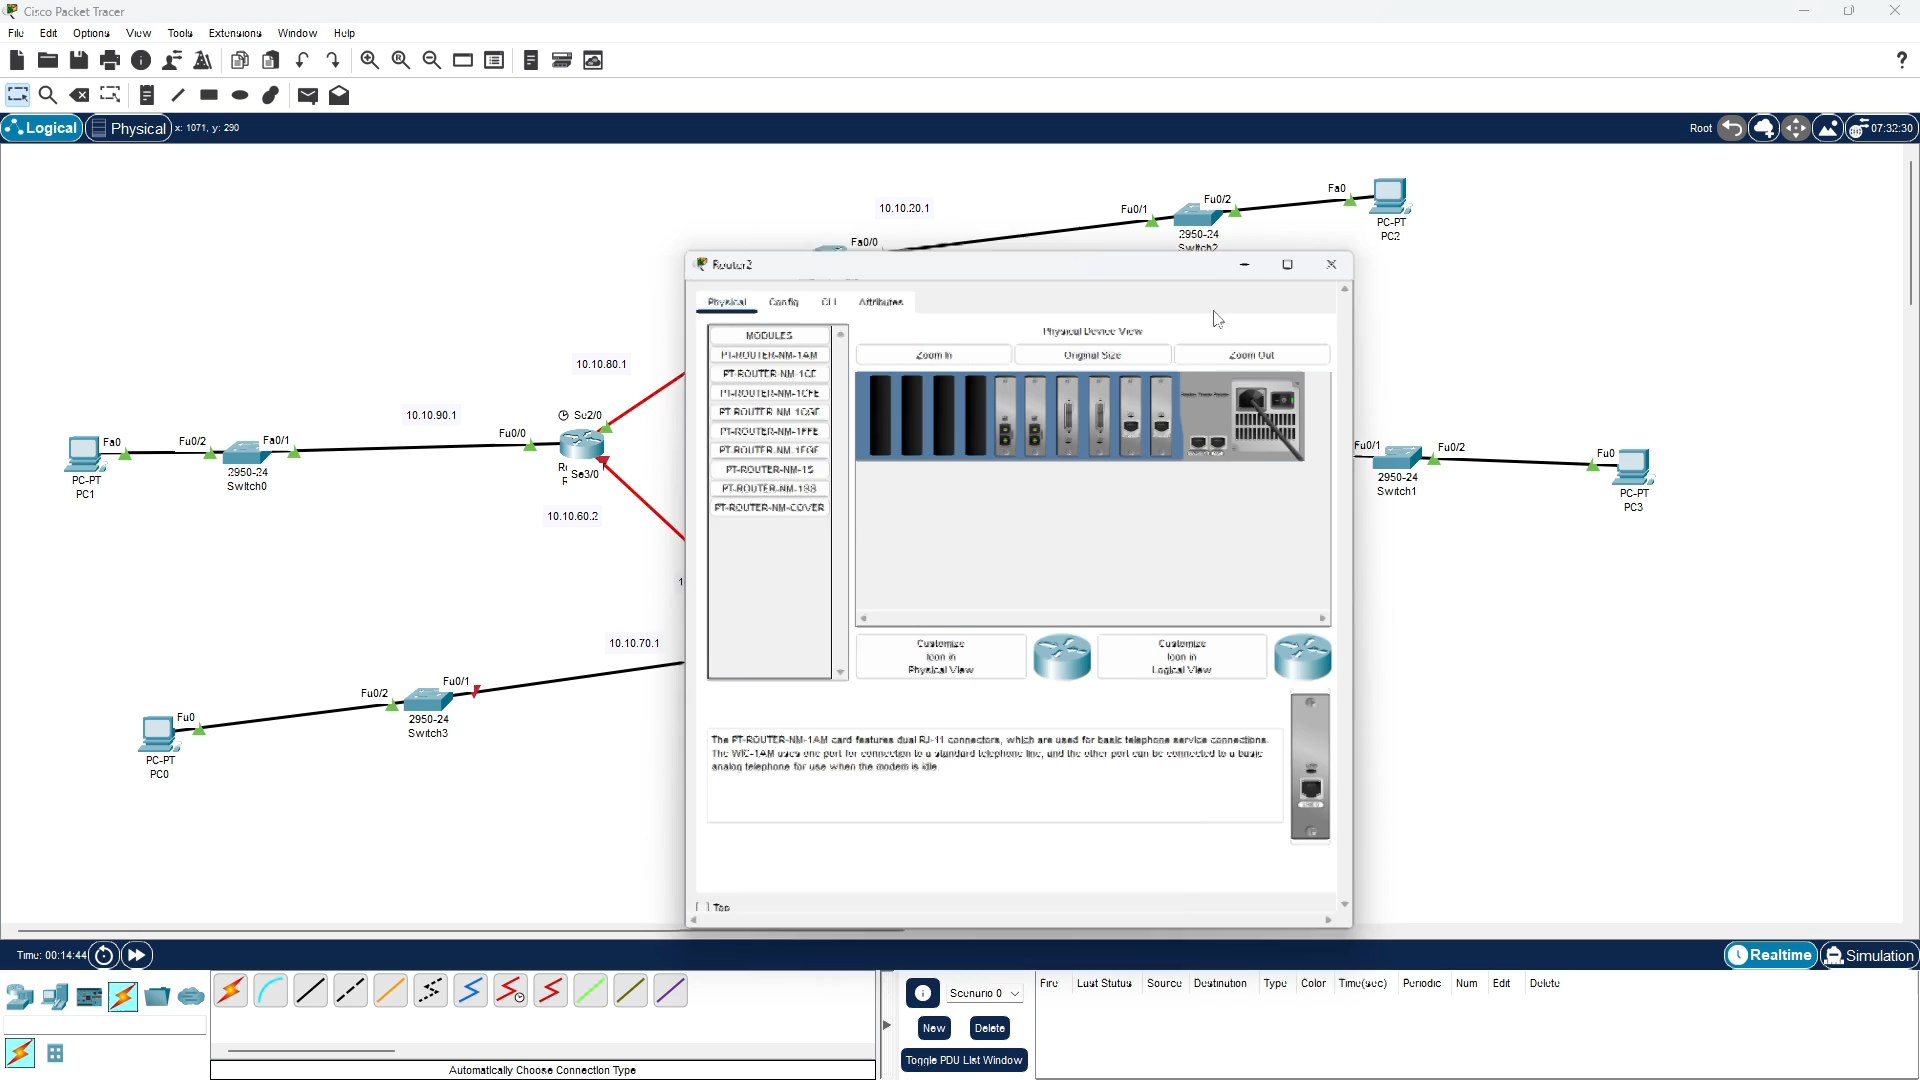 Cisco Packet Tracer
File Edit Options View Tools Extensions Window Help
Logical Physical x: 1071, y: 290 Root 07:32:30
10.10.20.1
Fa0/0
Fu0/1
Fu0/2
2950-24
Switch2
Fa0
PC-PT
PC2
10.10.80.1
10.10.90.1
Se2/0
Fu0/0
Se3/0
10.10.60.2
Fa0
PC-PT
PC1
Fu0/2
Fa0/1
2950-24
Switch0
10.10.70.1
Fu0/2
Fu0/1
2950-24
Switch3
Fu0
PC-PT
PC0
Fu0/1
Fu0/2
2950-24
Switch1
Fu0
PC-PT
PC3
Router2
Physical Config CLI Attributes
MODULES
PT-ROUTER-NM-1AM
PT-ROUTER-NM-1CE
PT-ROUTER-NM-1CFE
PT-ROUTER-NM-1CGE
PT-ROUTER-NM-1FFE
PT-ROUTER-NM-1FGE
PT-ROUTER-NM-1S
PT-ROUTER-NM-1SS
PT-ROUTER-NM-COVER
Physical Device View
Zoom In Original Size Zoom Out
Customize
Icon in
Physical View
Customize
Icon in
Logical View
The PT-ROUTER-NM-1AM card features dual RJ-11 connectors, which are used for basic telephone service connections.
The WIC-1AM uses one port for connection to a standard telephone line, and the other port can be connected to a basic
analog telephone for use when the modem is idle.
Top
Time: 00:14:44 Realtime Simulation
Scenario 0
New Delete
Toggle PDU List Window
Fire Last Status Source Destination Type Color Time(sec) Periodic Num Edit Delete
Automatically Choose Connection Type